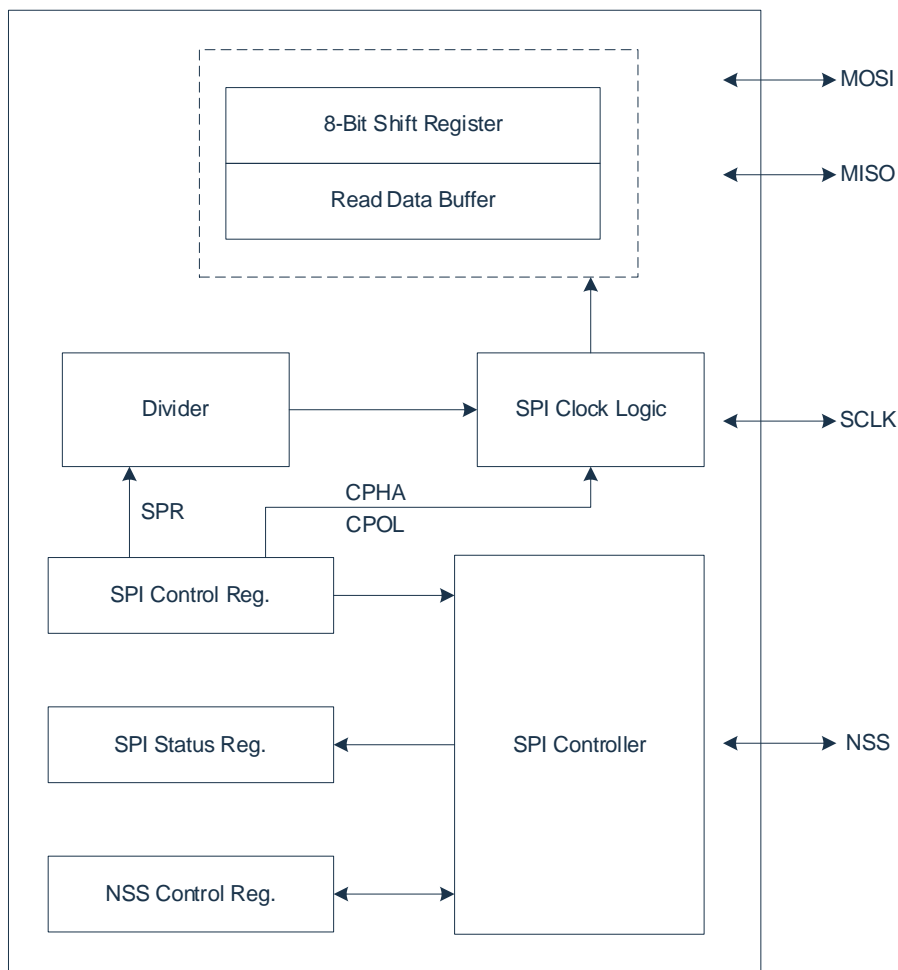 MOSI
8-Bit Shift Register
MISO
Read Data Buffer
Divider
SPI Clock Logic
SCLK
CPHA
SPR
CPOL
SPI Control Reg.
SPI Status Reg.
SPI Controller
NSS
NSS Control Reg.